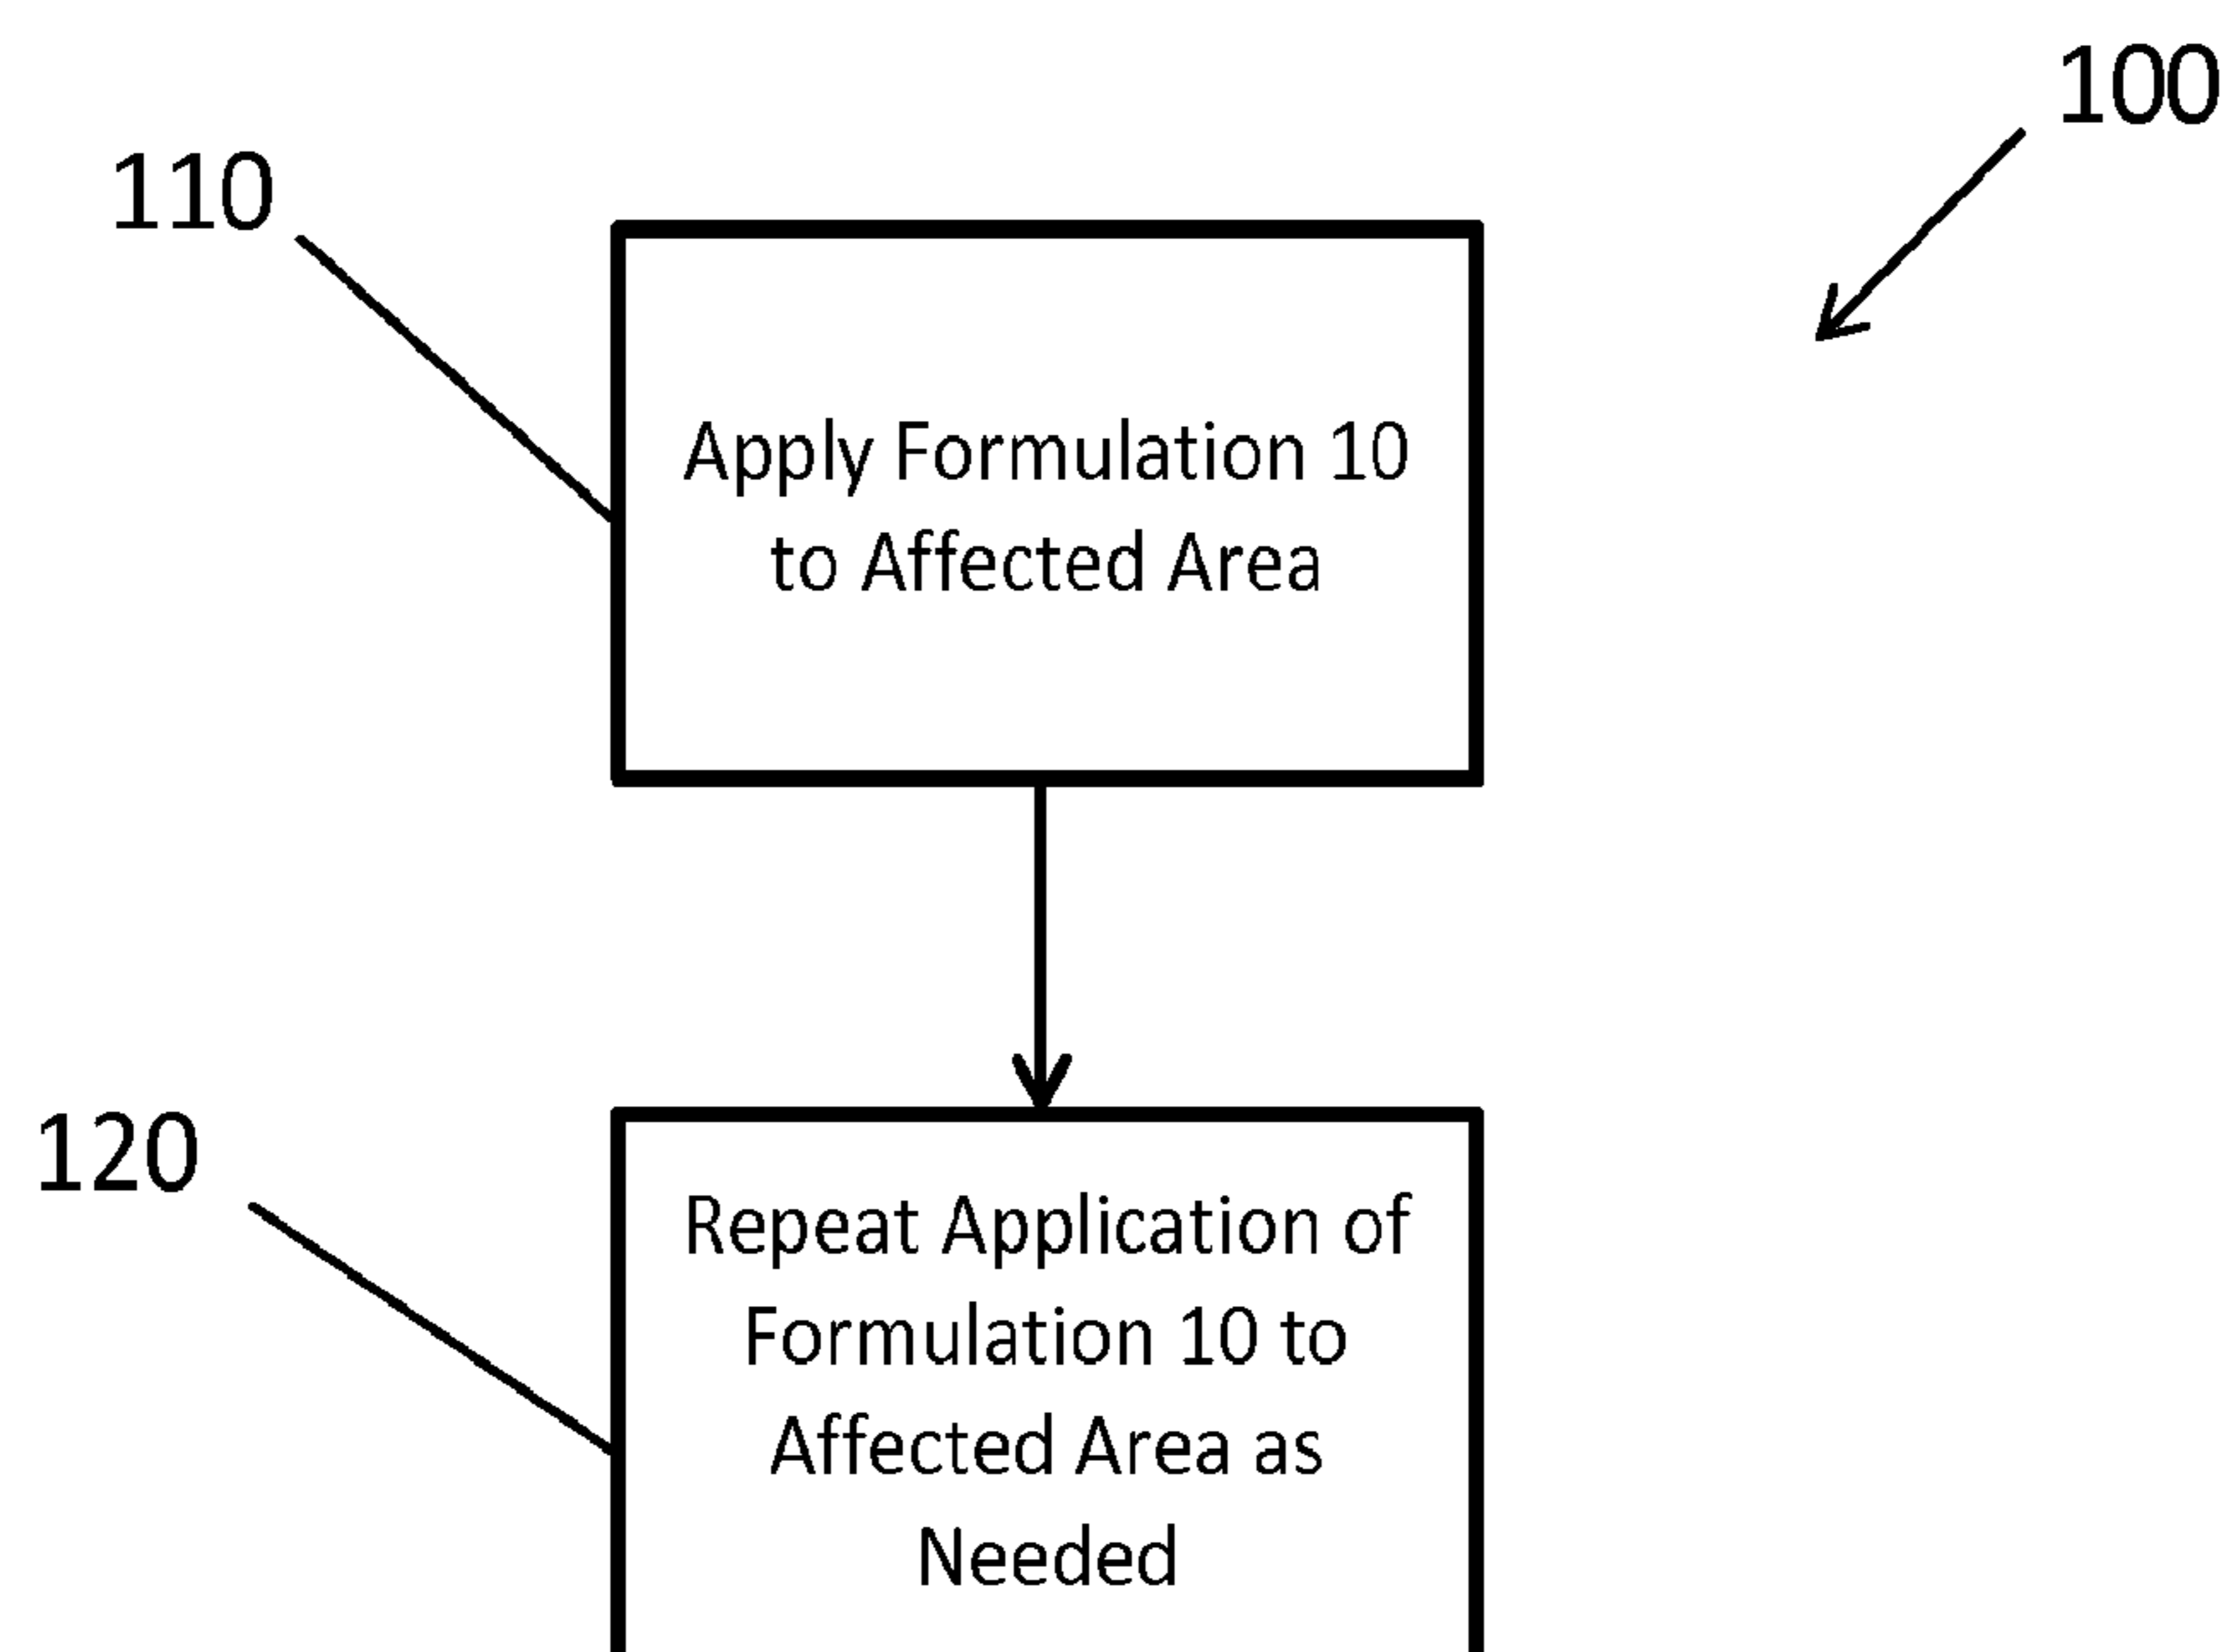 100
110
Apply Formulation 10
to Affected Area
120
Repeat Application of
Formulation 10 to
Affected Area as
Needed